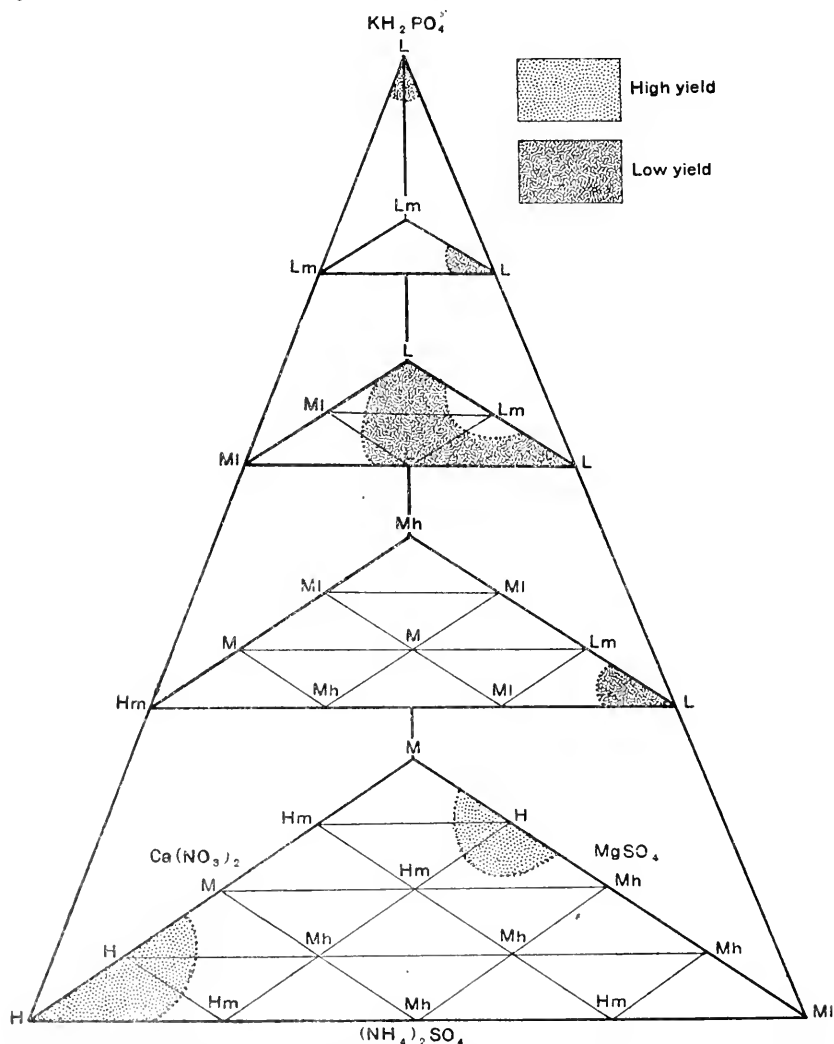 KH₂PO₄
L
High yield
Low yield
Lm
Lm L
L
Ml Lm
Ml L L
Mh
Ml Ml
M M Lm
Hm Mh Ml L
M
Hm H
Ca(NO₃)₂ MgSO₄
M Hm Mh
H Mh Mh Mh
H Hm Mh Hm Ml
(NH₄)₂SO₄